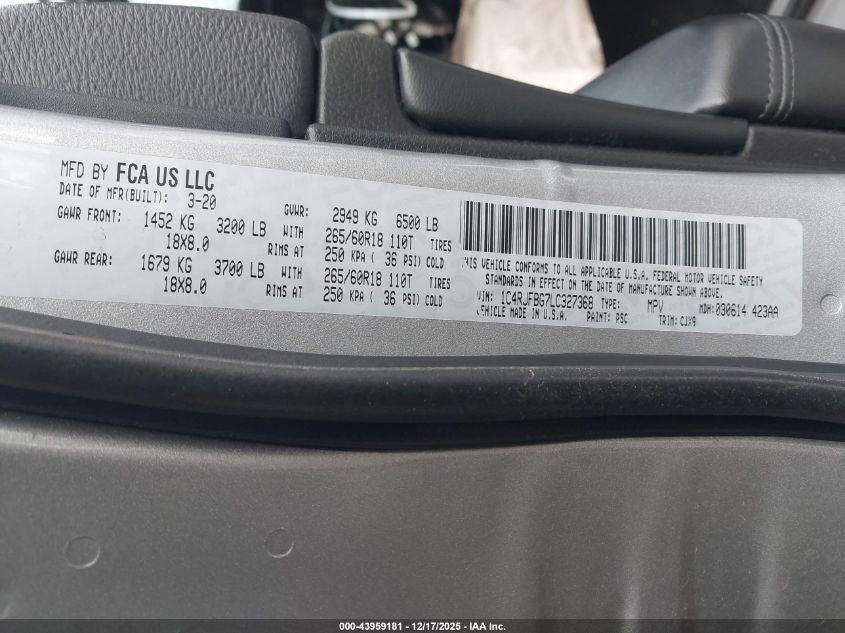 MFD BY FCA US LLC
DATE OF MFR(BUILT): 3-20 GVWR: 2949 KG 6500 LB
GAWR FRONT: 1452 KG 3200 LB WITH 265/60R18 110T TIRES
18X8.0 RIMS AT 250 KPA ( 36 PSI) COLD
GAWR REAR: 1679 KG 3700 LB WITH 265/60R18 110T TIRES
18X8.0 RIMS AT 250 KPA ( 36 PSI) COLD
THIS VEHICLE CONFORMS TO ALL APPLICABLE U.S.A. FEDERAL MOTOR VEHICLE SAFETY
STANDARDS IN EFFECT ON THE DATE OF MANUFACTURE SHOWN ABOVE.
VIN: 1C4RJFBG7LC327368 TYPE: MPV MDH:030614 423AA
VEHICLE MADE IN U.S.A. PAINT: PSC TRIM: CJX9
000-43959181 - 12/17/2025 - IAA Inc.